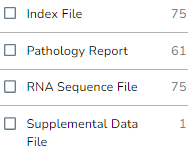 Index File 75
Pathology Report 61
RNA Sequence File 75
Supplemental Data 1
File